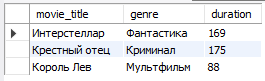 movie_title genre duration
Интерстеллар Фантастика 169
Крестный отец Криминал 175
Король Лев Мультфильм 88